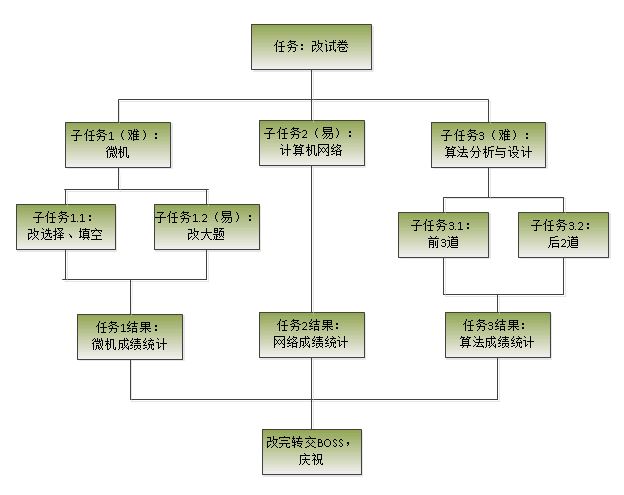 任务：改试卷
子任务1（难）：
微机
子任务2（易）：
计算机网络
子任务3（难）：
算法分析与设计
子任务1.1：
改选择、填空
子任务1.2（易）：
改大题
子任务3.1：
前3道
子任务3.2：
后2道
任务1结果：
微机成绩统计
任务2结果：
网络成绩统计
任务3结果：
算法成绩统计
改完转交BOSS，
庆祝